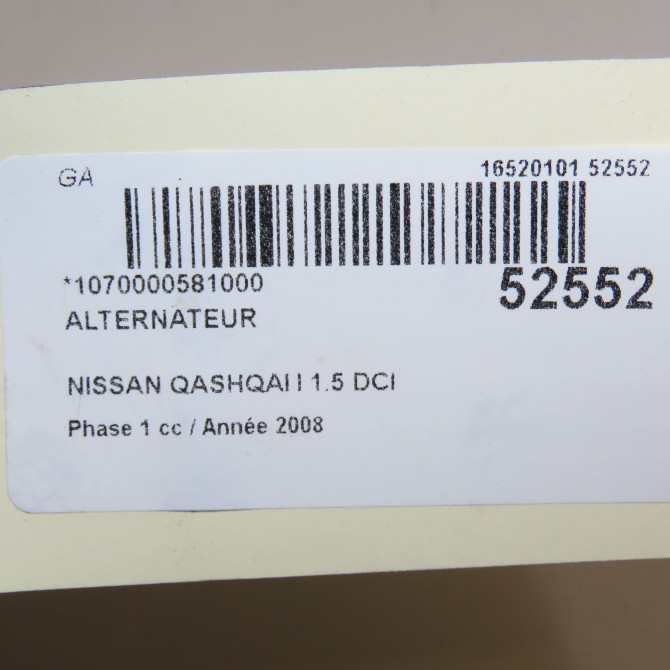 GA
16520101 52552
*1070000581000
52552
ALTERNATEUR
NISSAN QASHQAI I 1.5 DCI
Phase 1 cc / Année 2008